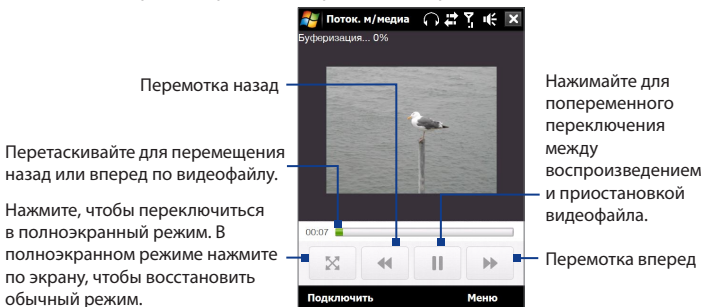 Поток. м/медиа
Буферизация... 0%
Перемотка назад
Перетаскивайте для перемещения
назад или вперед по видеофайлу.
Нажмите, чтобы переключиться
в полноэкранный режим. В
полноэкранном режиме нажмите
по экрану, чтобы восстановить
обычный режим.
00:07
Подключить
Меню
Нажимайте для
попеременного
переключения
между
воспроизведением
и приостановкой
видеофайла.
Перемотка вперед